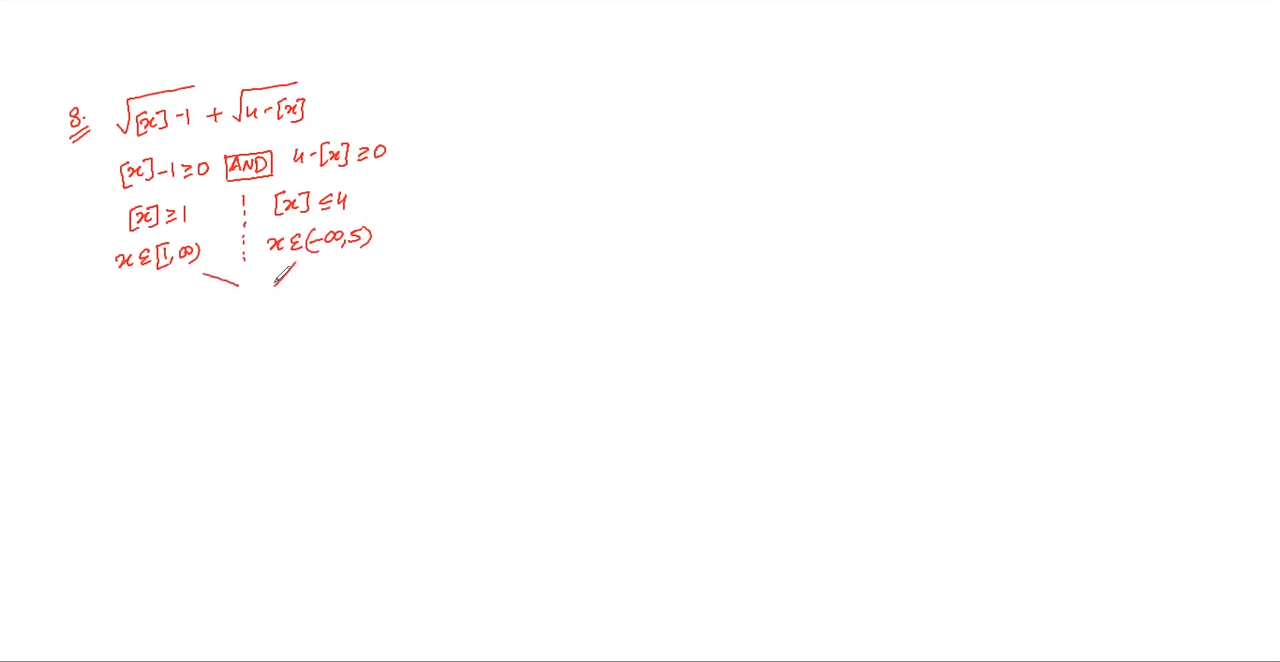 8. √([x]-1) + √(4-[x])
[x]-1≥0 AND 4-[x]≥0
[x]≥1 [x]≤4
x ε [1,∞) x ε (-∞,5)